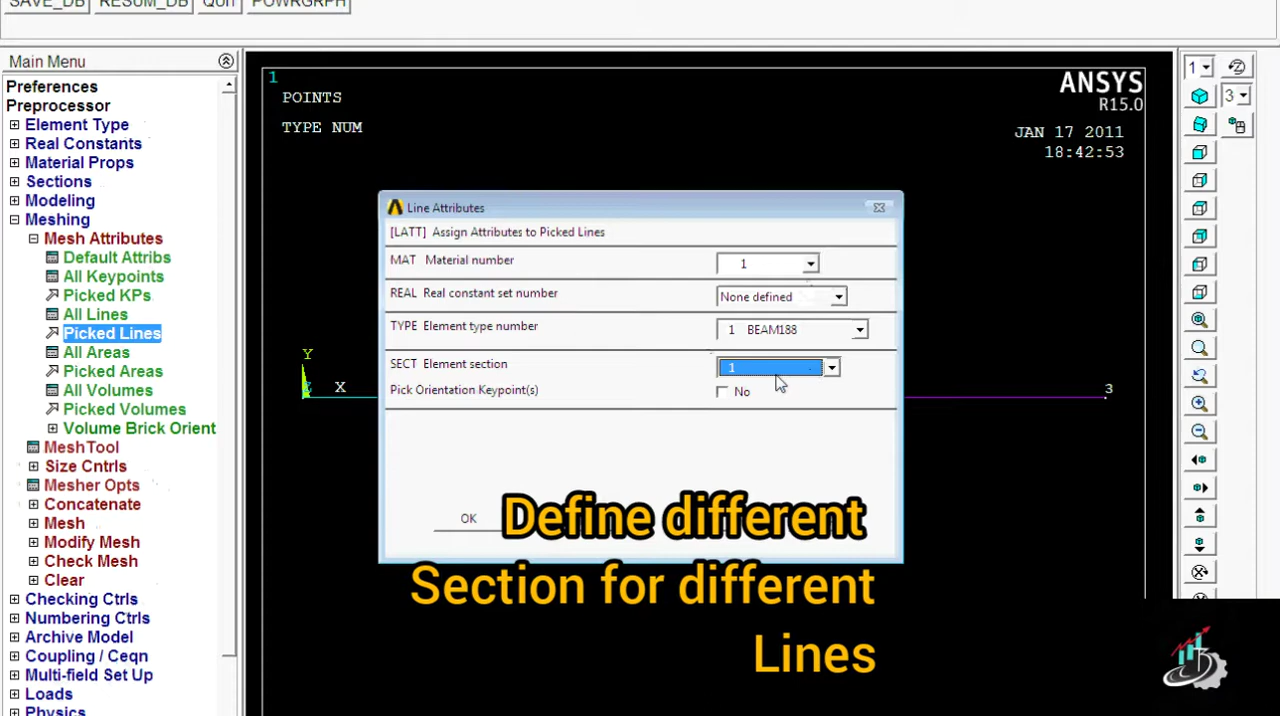 SAVE_DB RESUM_DB QUIT POWRGRPH
Main Menu
Preferences
Preprocessor
Element Type
Real Constants
Material Props
Sections
Modeling
Meshing
Mesh Attributes
Default Attribs
All Keypoints
Picked KPs
All Lines
Picked Lines
All Areas
Picked Areas
All Volumes
Picked Volumes
Volume Brick Orient
MeshTool
Size Cntrls
Mesher Opts
Concatenate
Mesh
Modify Mesh
Check Mesh
Clear
Checking Ctrls
Numbering Ctrls
Archive Model
Coupling / Ceqn
Multi-field Set Up
Loads
Physics
1
POINTS
TYPE NUM
ANSYS
R15.0
JAN 17 2011
18:42:53
Y
Z X
3
Line Attributes
[LATT] Assign Attributes to Picked Lines
MAT Material number 1
REAL Real constant set number None defined
TYPE Element type number 1 BEAM188
SECT Element section 1
Pick Orientation Keypoint(s) No
OK
Define different
Section for different
Lines
1
3